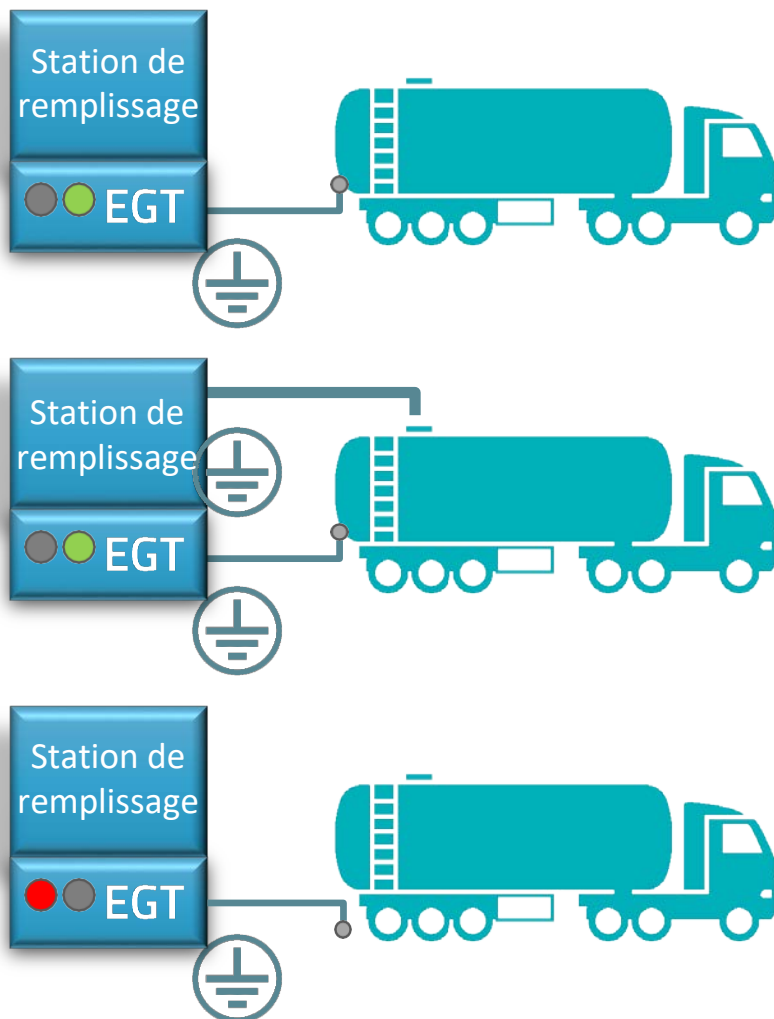 Station de
remplissage
EGT
Station de
remplissage
EGT
Station de
remplissage
EGT